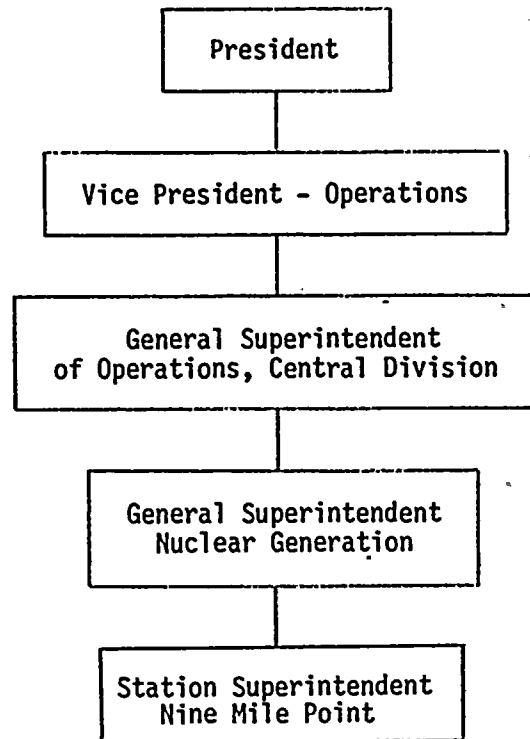 President
Vice President - Operations
General Superintendent
of Operations, Central Division
General Superintendent
Nuclear Generation
Station Superintendent
Nine Mile Point